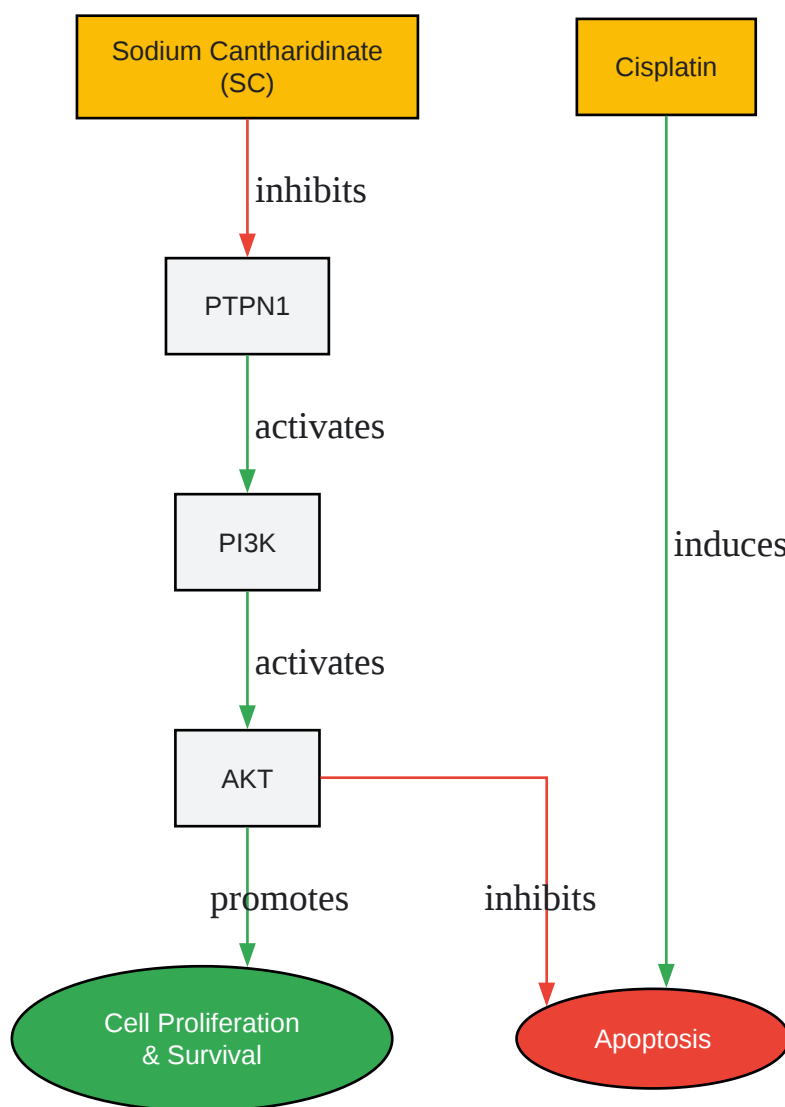 Sodium Cantharidinate
(SC)
Cisplatin
inhibits
PTPN1
activates
PI3K
induces
activates
AKT
promotes
inhibits
Cell Proliferation
& Survival
Apoptosis